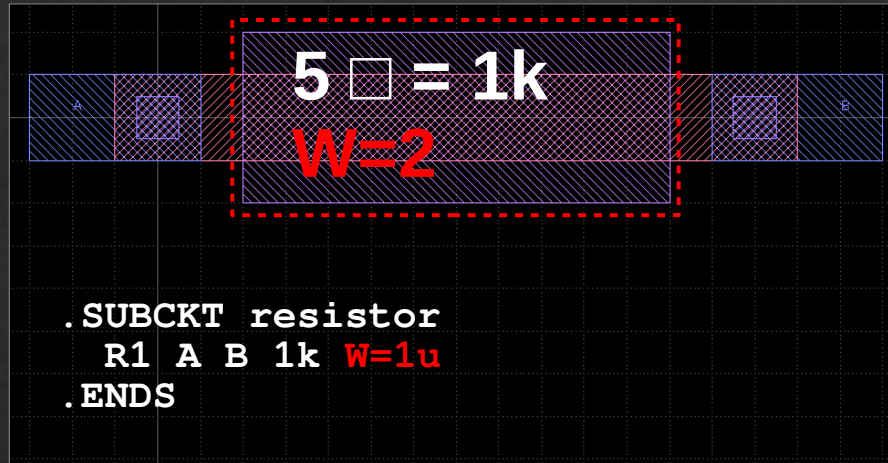 5 □ = 1k
A
B
W=2
.SUBCKT resistor
R1 A B 1k W=1u
.ENDS